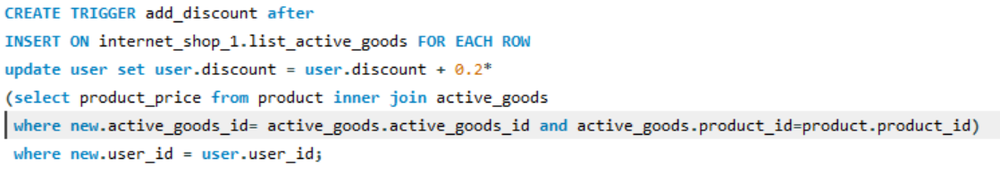 CREATE TRIGGER add_discount after
INSERT ON internet_shop_1.list_active_goods FOR EACH ROW
update user set user.discount = user.discount + 0.2*
(select product_price from product inner join active_goods
where new.active_goods_id= active_goods.active_goods_id and active_goods.product_id=product.product_id)
where new.user_id = user.user_id;